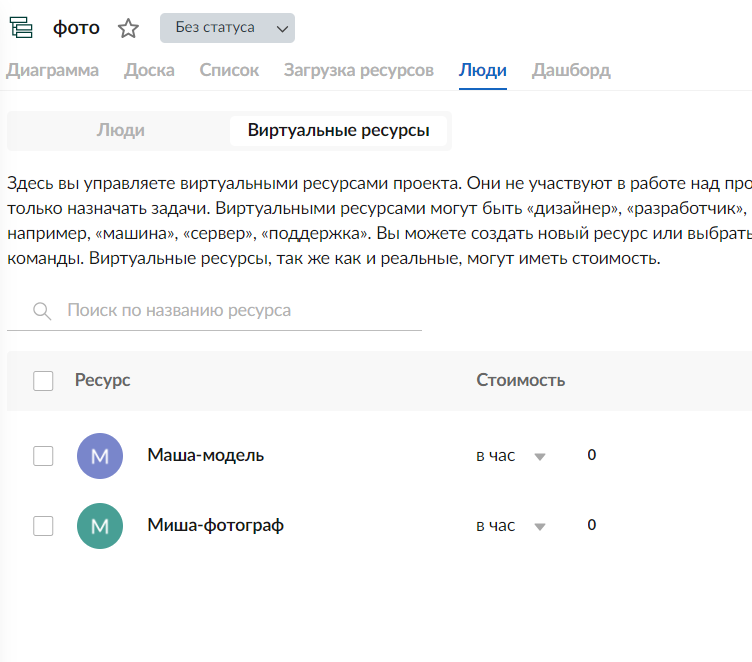 фото
Без статуса
Диаграмма Доска Список Загрузка ресурсов Люди Дашборд
Люди Виртуальные ресурсы
Здесь вы управляете виртуальными ресурсами проекта. Они не участвуют в работе над про
только назначать задачи. Виртуальными ресурсами могут быть «дизайнер», «разработчик»,
например, «машина», «сервер», «поддержка». Вы можете создать новый ресурс или выбрать
команды. Виртуальные ресурсы, так же как и реальные, могут иметь стоимость.
Поиск по названию ресурса
Ресурс Стоимость
М Маша-модель в час 0
М Миша-фотограф в час 0